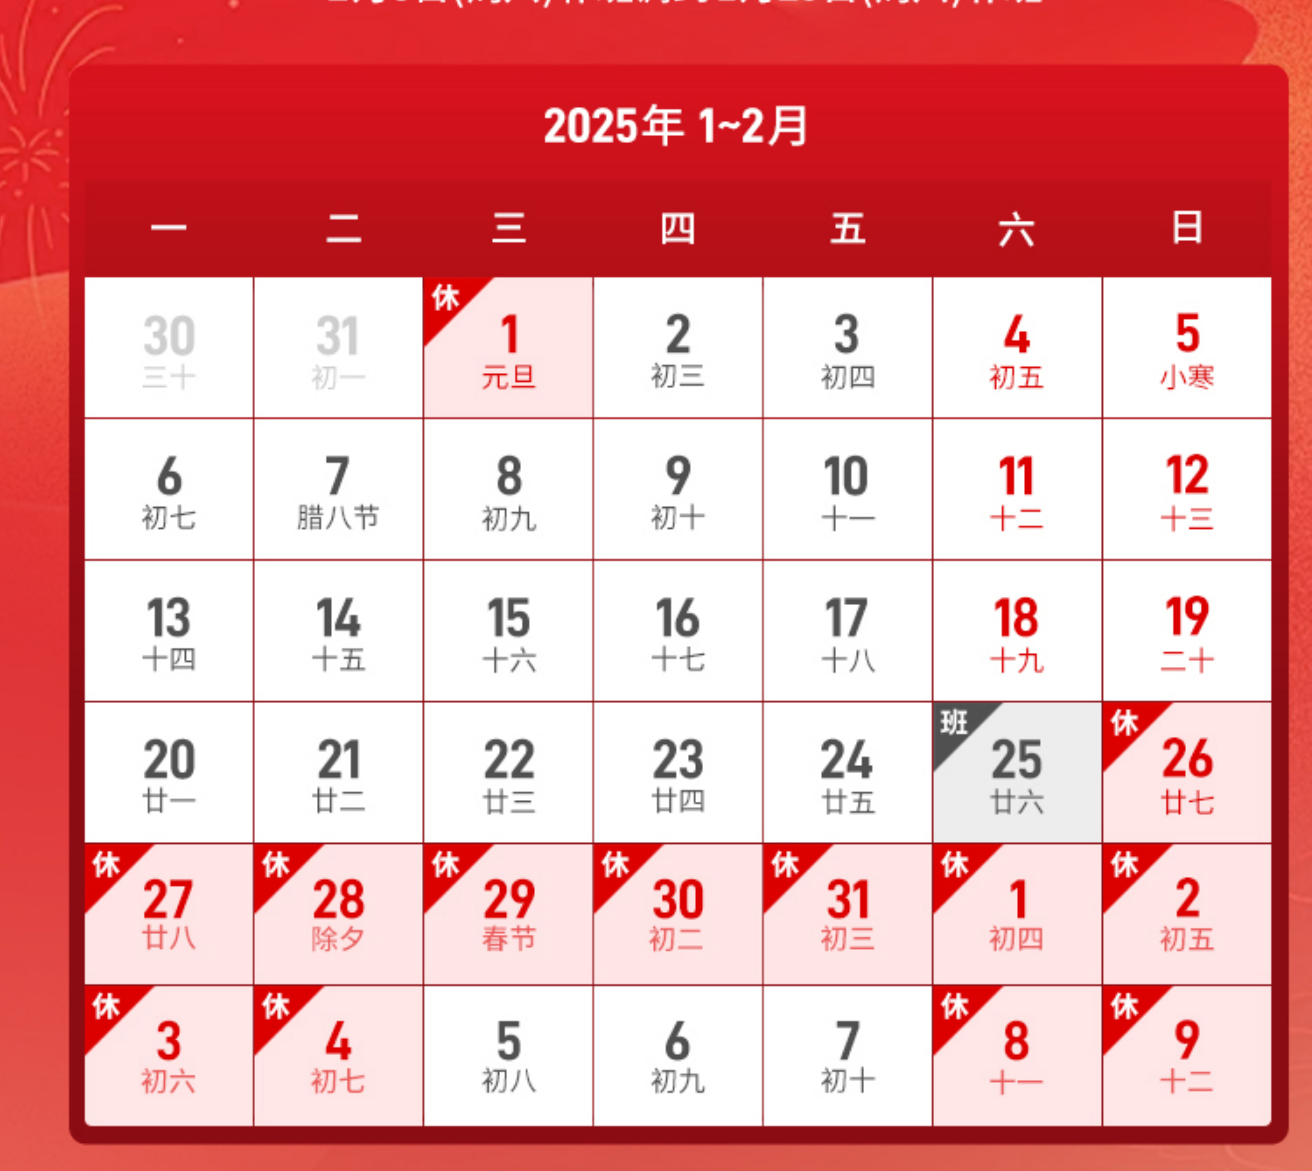 2025年 1~2月
一 二 三 四 五 六 日
30 31 休 1 2 3 4 5
三十 初一 元旦 初三 初四 初五 小寒
6 7 8 9 10 11 12
初七 腊八节 初九 初十 十一 十二 十三
13 14 15 16 17 18 19
十四 十五 十六 十七 十八 十九 二十
20 21 22 23 24 班 25 休 26
廿一 廿二 廿三 廿四 廿五 廿六 廿七
休 27 休 28 休 29 休 30 休 31 休 1 休 2
廿八 除夕 春节 初二 初三 初四 初五
休 3 休 4 5 6 7 休 8 休 9
初六 初七 初八 初九 初十 十一 十二